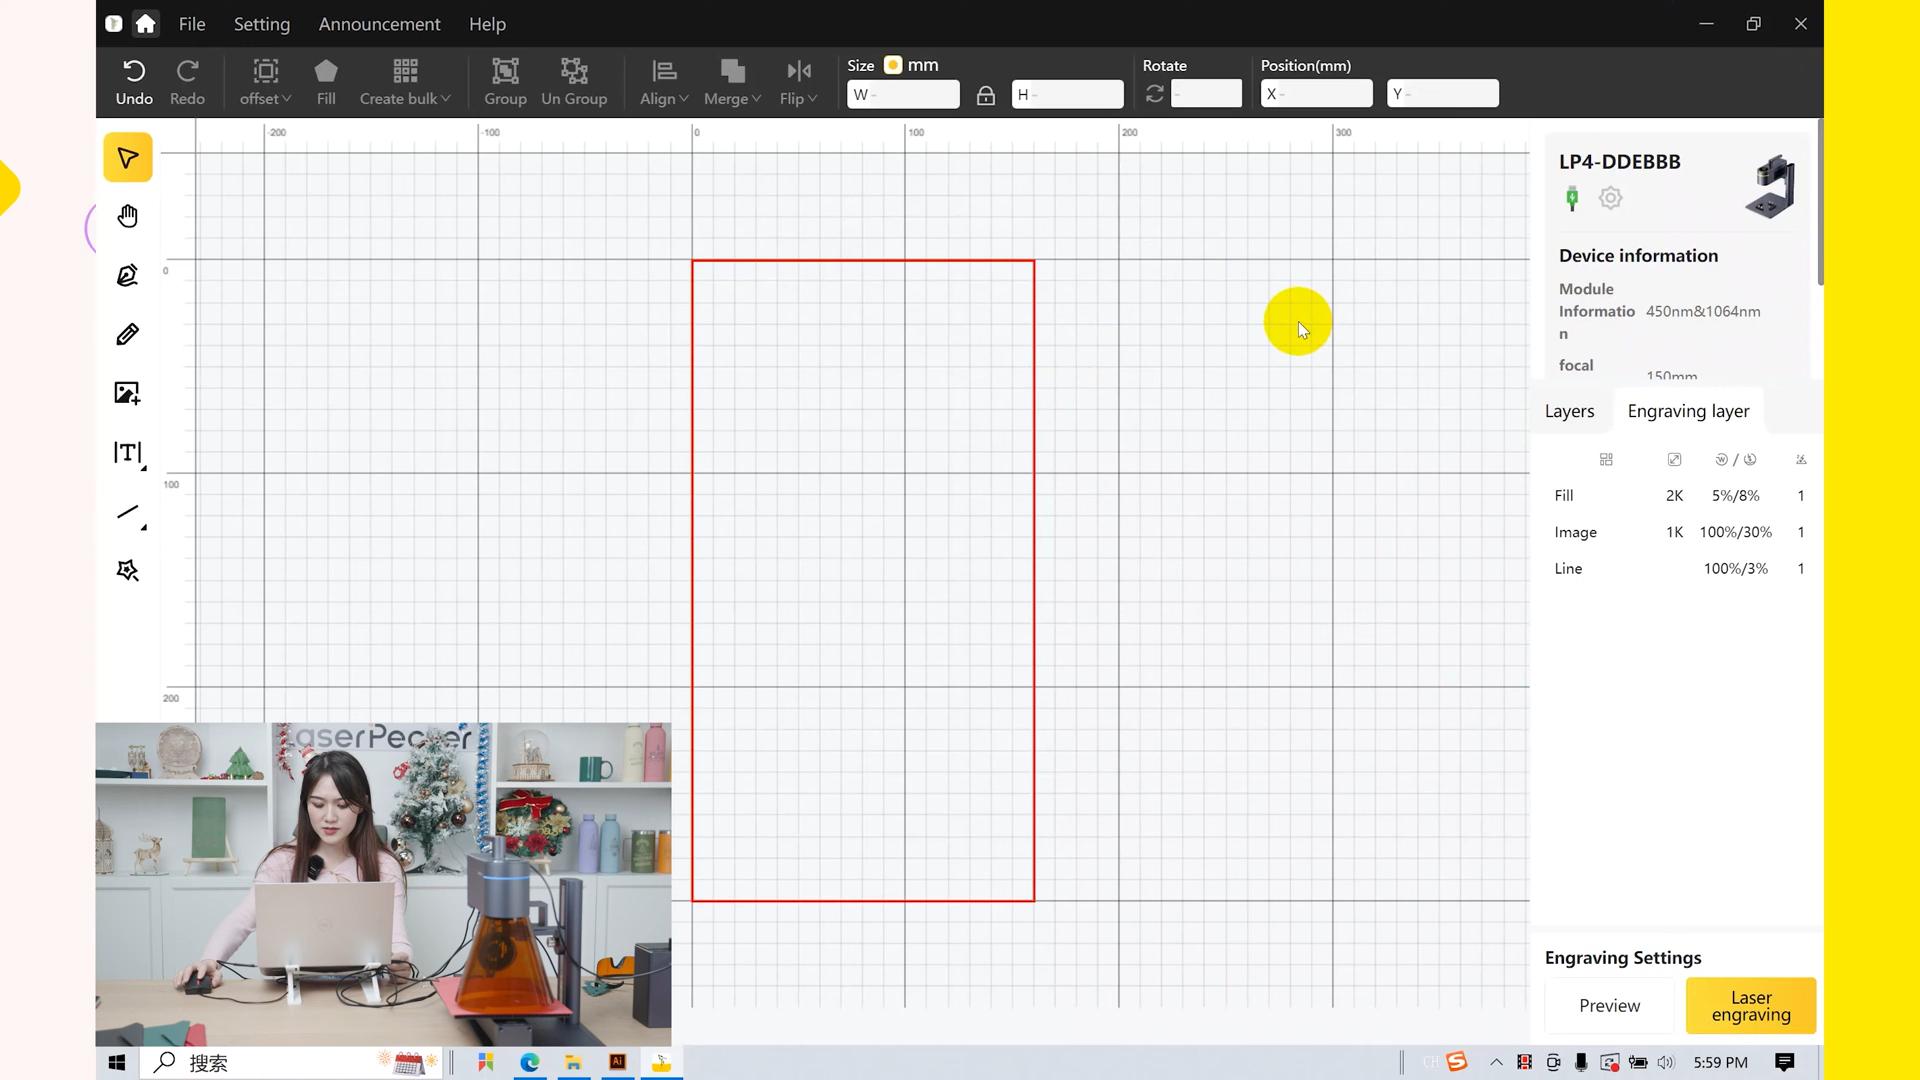 File Setting Announcement Help
Undo Redo offset Fill Create bulk Group Un Group Align Merge Flip
Size mm
W - H -
Rotate
-
Position(mm)
X - Y -
-200 -100 0 100 200 300
0
100
200
LP4-DDEBBB
Device information
Module
Informatio 450nm&1064nm
n
focal
150mm
Layers Engraving layer
W /
Fill 2K 5%/8% 1
Image 1K 100%/30% 1
Line 100%/3% 1
Engraving Settings
Preview
Laser
engraving
LaserPecker
搜索
Ai
CH S
5:59 PM